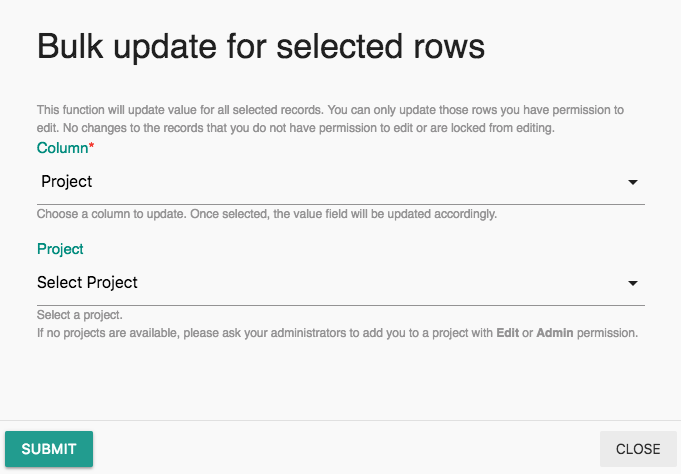 Bulk update for selected rows
This function will update value for all selected records. You can only update those rows you have permission to
edit. No changes to the records that you do not have permission to edit or are locked from editing.
Column*
Project
Choose a column to update. Once selected, the value field will be updated accordingly.
Project
Select Project
Select a project.
If no projects are available, please ask your administrators to add you to a project with Edit or Admin permission.
SUBMIT
CLOSE